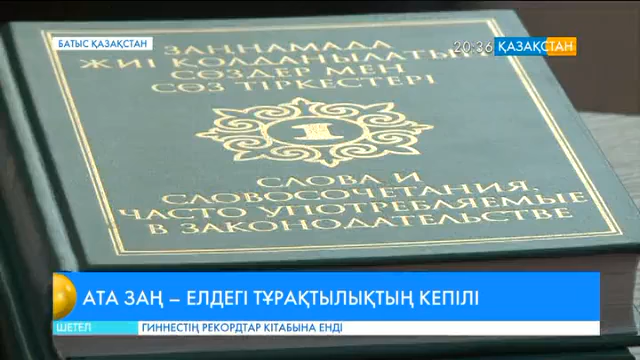 БАТЫС ҚАЗАҚСТАН
20:36 ҚАЗАҚСТАН
ЗАҢНАМАДА
ЖИІ ҚОЛДАНЫЛАТЫН
СӨЗДЕР МЕН
СӨЗ ТІРКЕСТЕРІ
1
СЛОВА И
СЛОВОСОЧЕТАНИЯ,
ЧАСТО УПОТРЕБЛЯЕМЫЕ
В ЗАКОНОДАТЕЛЬСТВЕ
АТА ЗАҢ – ЕЛДЕГІ ТҰРАҚТЫЛЫҚТЫҢ КЕПІЛІ
ШЕТЕЛ ГИННЕСТІҢ РЕКОРДТАР КІТАБЫНА ЕНДІ